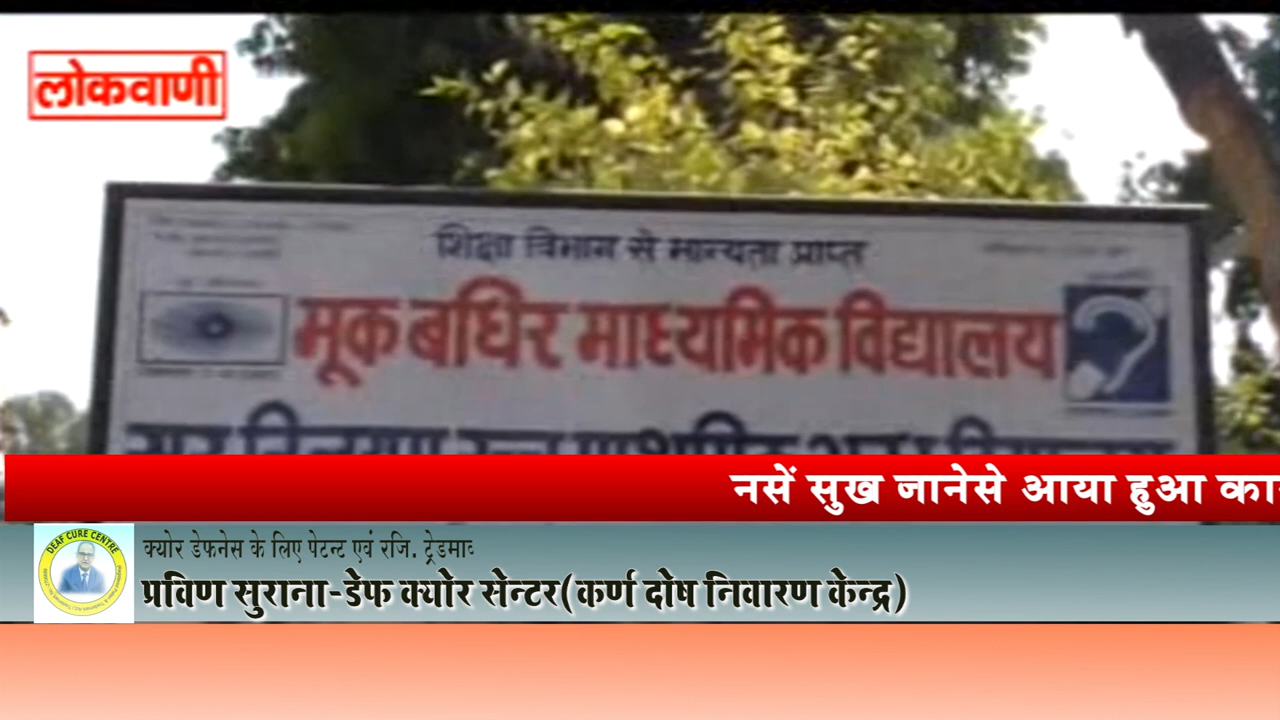 लोकवाणी
शिक्षा विभाग से मान्यता प्राप्त
मूक बधिर माध्यमिक विद्यालय
नसें सुख जानेसे आया हुआ का
DEAF CURE CENTRE
क्योर डेफनेस के लिए पेटन्ट एवं रजि. ट्रेडमा
प्रविण सुराना-डेफ क्योर सेन्टर(कर्ण दोष निवारण केन्द्र)